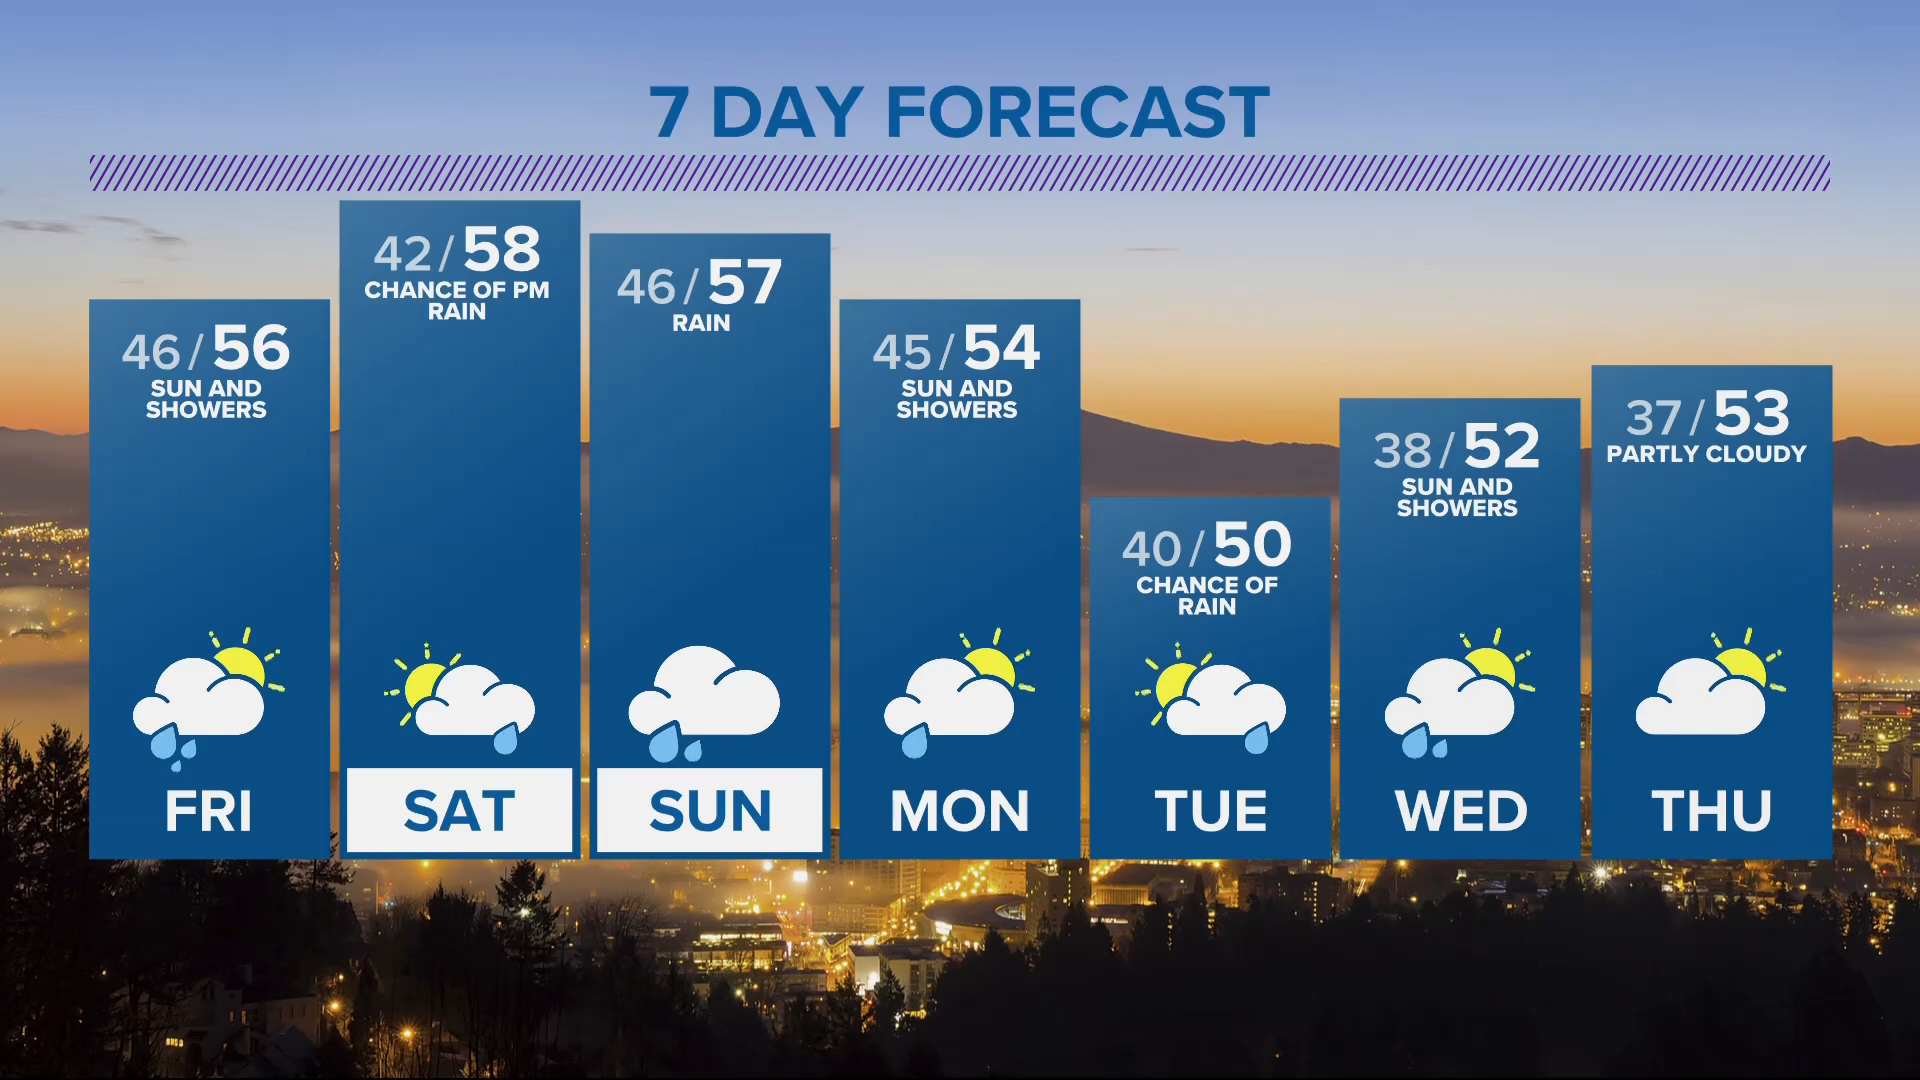 7 DAY FORECAST
46/56
SUN AND
SHOWERS
FRI
42/58
CHANCE OF PM
RAIN
SAT
46/57
RAIN
SUN
45/54
SUN AND
SHOWERS
MON
40/50
CHANCE OF
RAIN
TUE
38/52
SUN AND
SHOWERS
WED
37/53
PARTLY CLOUDY
THU